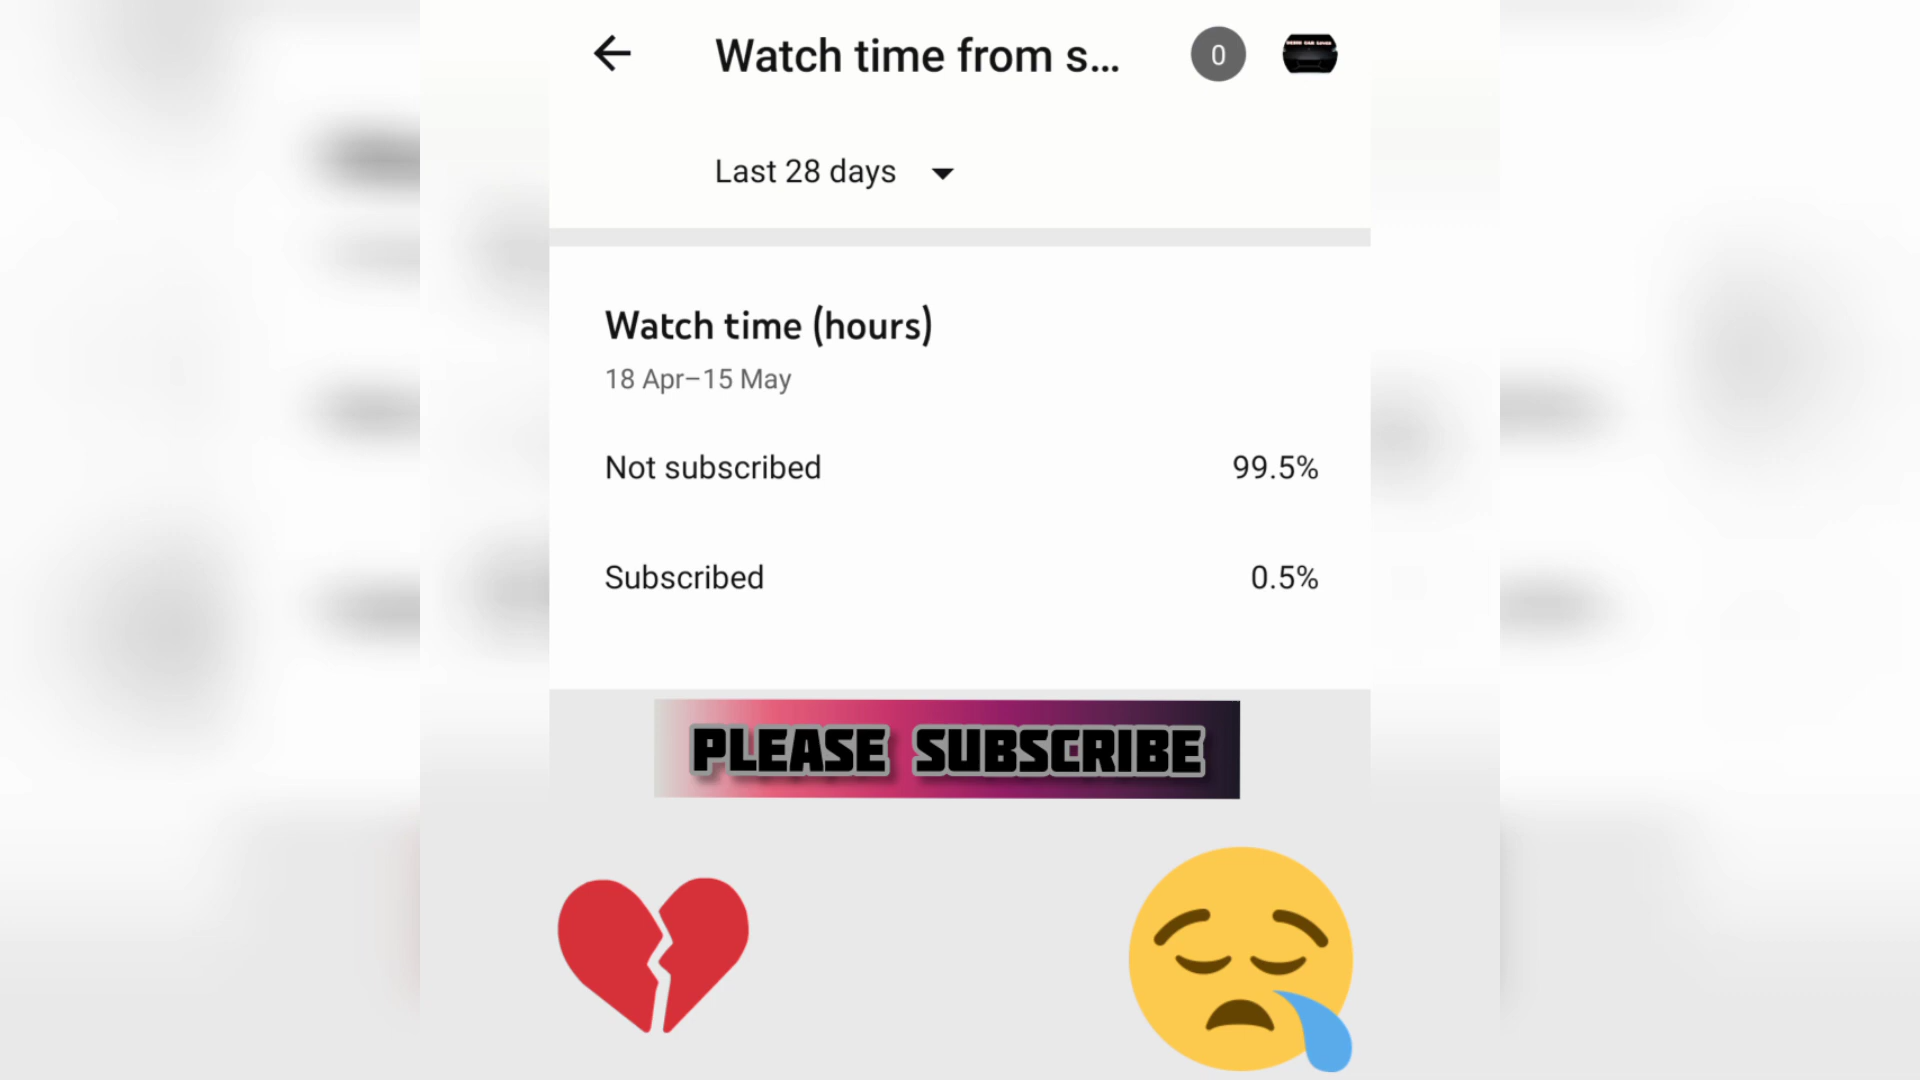 Watch time from s...
0
Last 28 days
Watch time (hours)
18 Apr–15 May
Not subscribed 99.5%
Subscribed 0.5%
PLEASE SUBSCRIBE